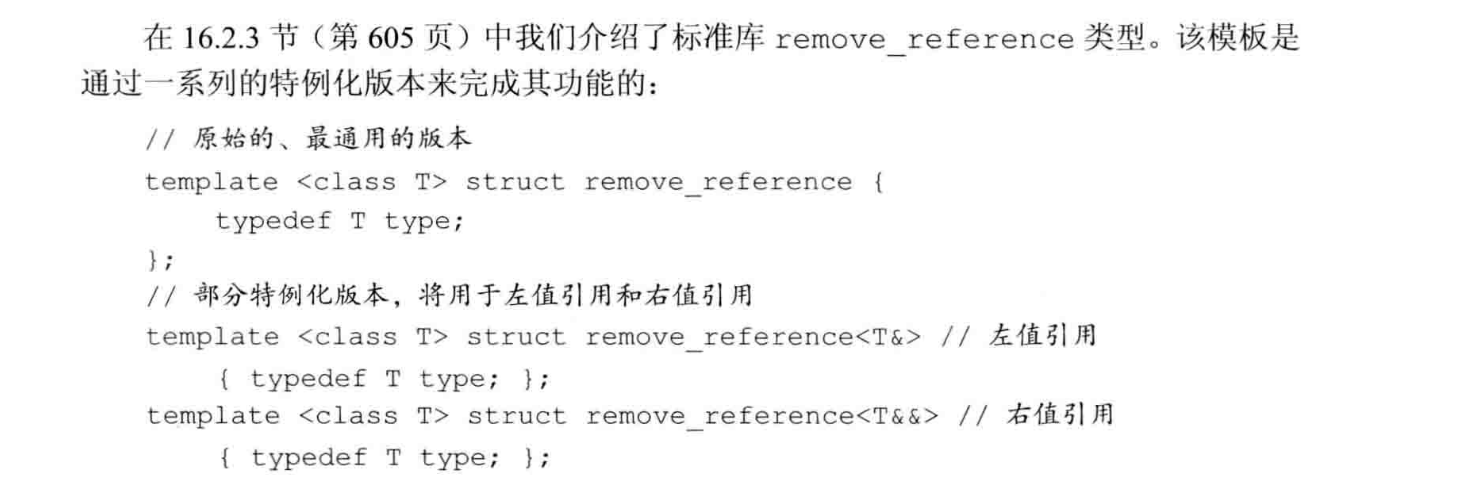 在 16.2.3 节（第 605 页）中我们介绍了标准库 remove_reference 类型。该模板是
通过一系列的特例化版本来完成其功能的：
// 原始的、最通用的版本
template <class T> struct remove_reference {
    typedef T type;
};
// 部分特例化版本，将用于左值引用和右值引用
template <class T> struct remove_reference<T&> // 左值引用
    { typedef T type; };
template <class T> struct remove_reference<T&&> // 右值引用
    { typedef T type; };